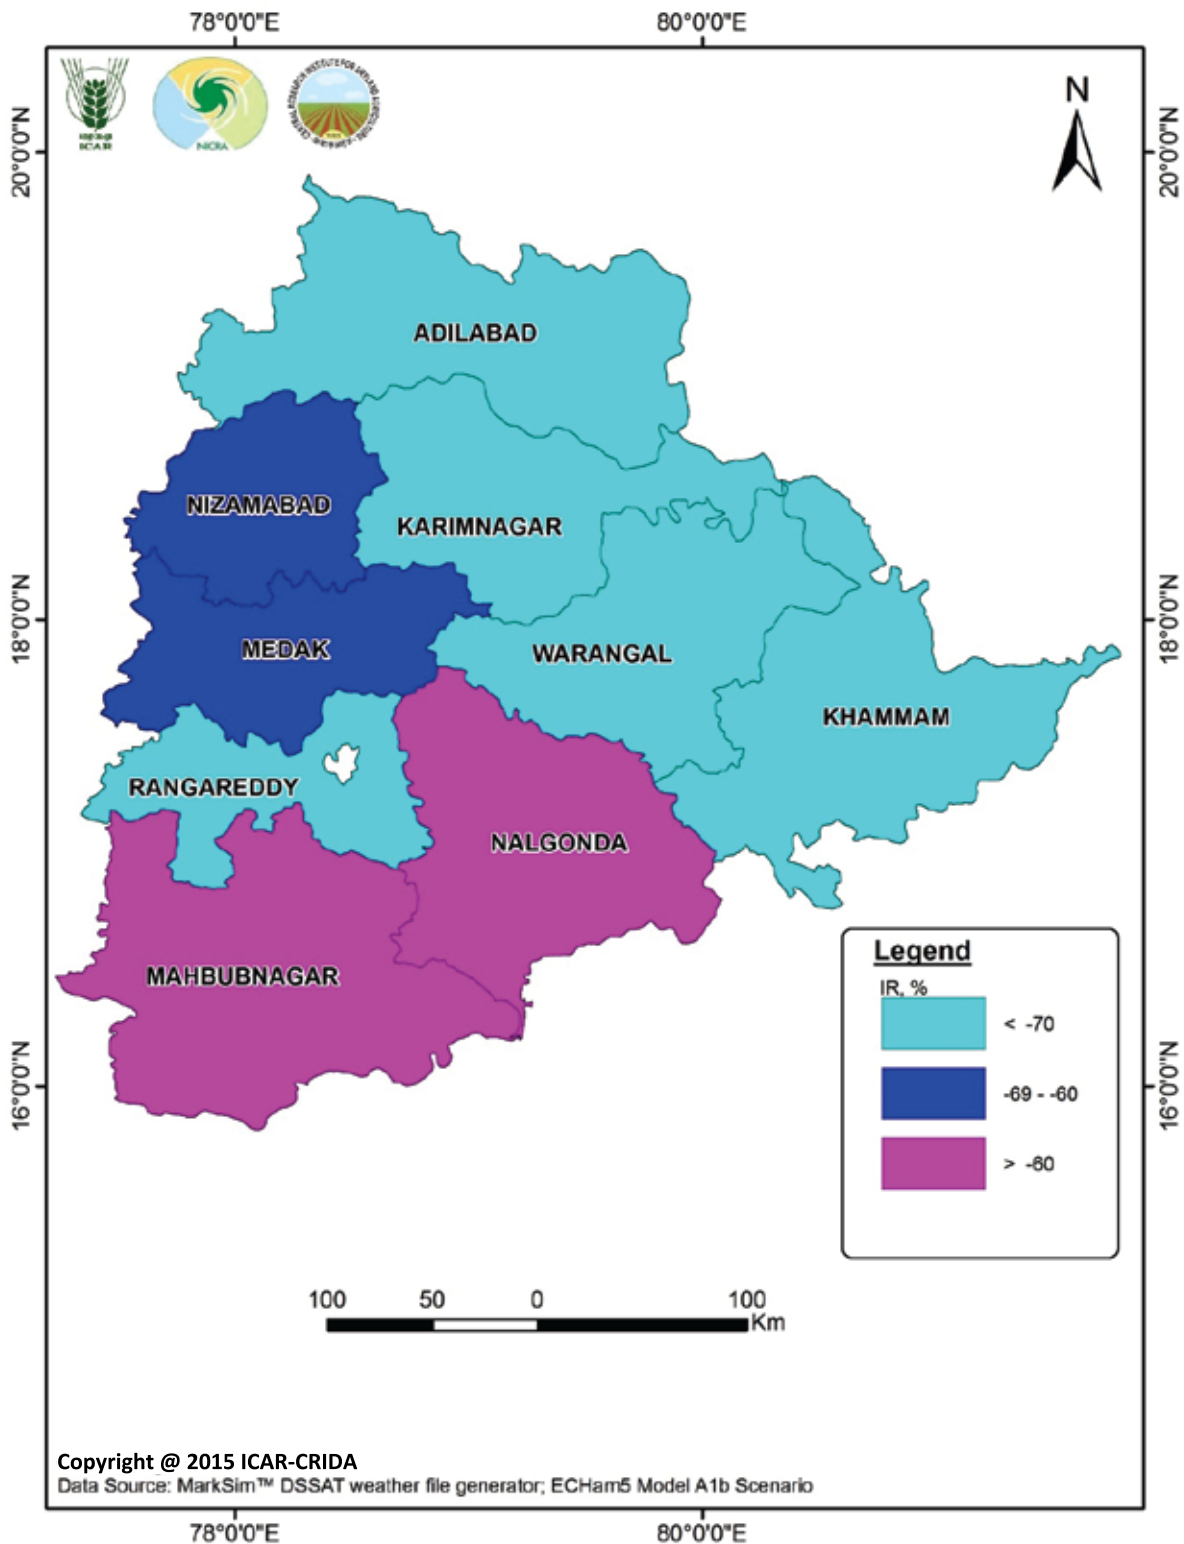 78°0'0"E 80°0'0"E
20°0'0"N
20°0'0"N
ICAR
NICRA
N
ADILABAD
NIZAMABAD
KARIMNAGAR
18°0'0"N
18°0'0"N
MEDAK
WARANGAL
KHAMMAM
RANGAREDDY
NALGONDA
MAHBUBNAGAR
16°0'0"N
16°0'0"N
Legend
IR, %
< -70
-69 - -60
> -60
100 50 0 100
Km
Copyright @ 2015 ICAR-CRIDA
Data Source: MarkSim™ DSSAT weather file generator; ECHam5 Model A1b Scenario
78°0'0"E 80°0'0"E